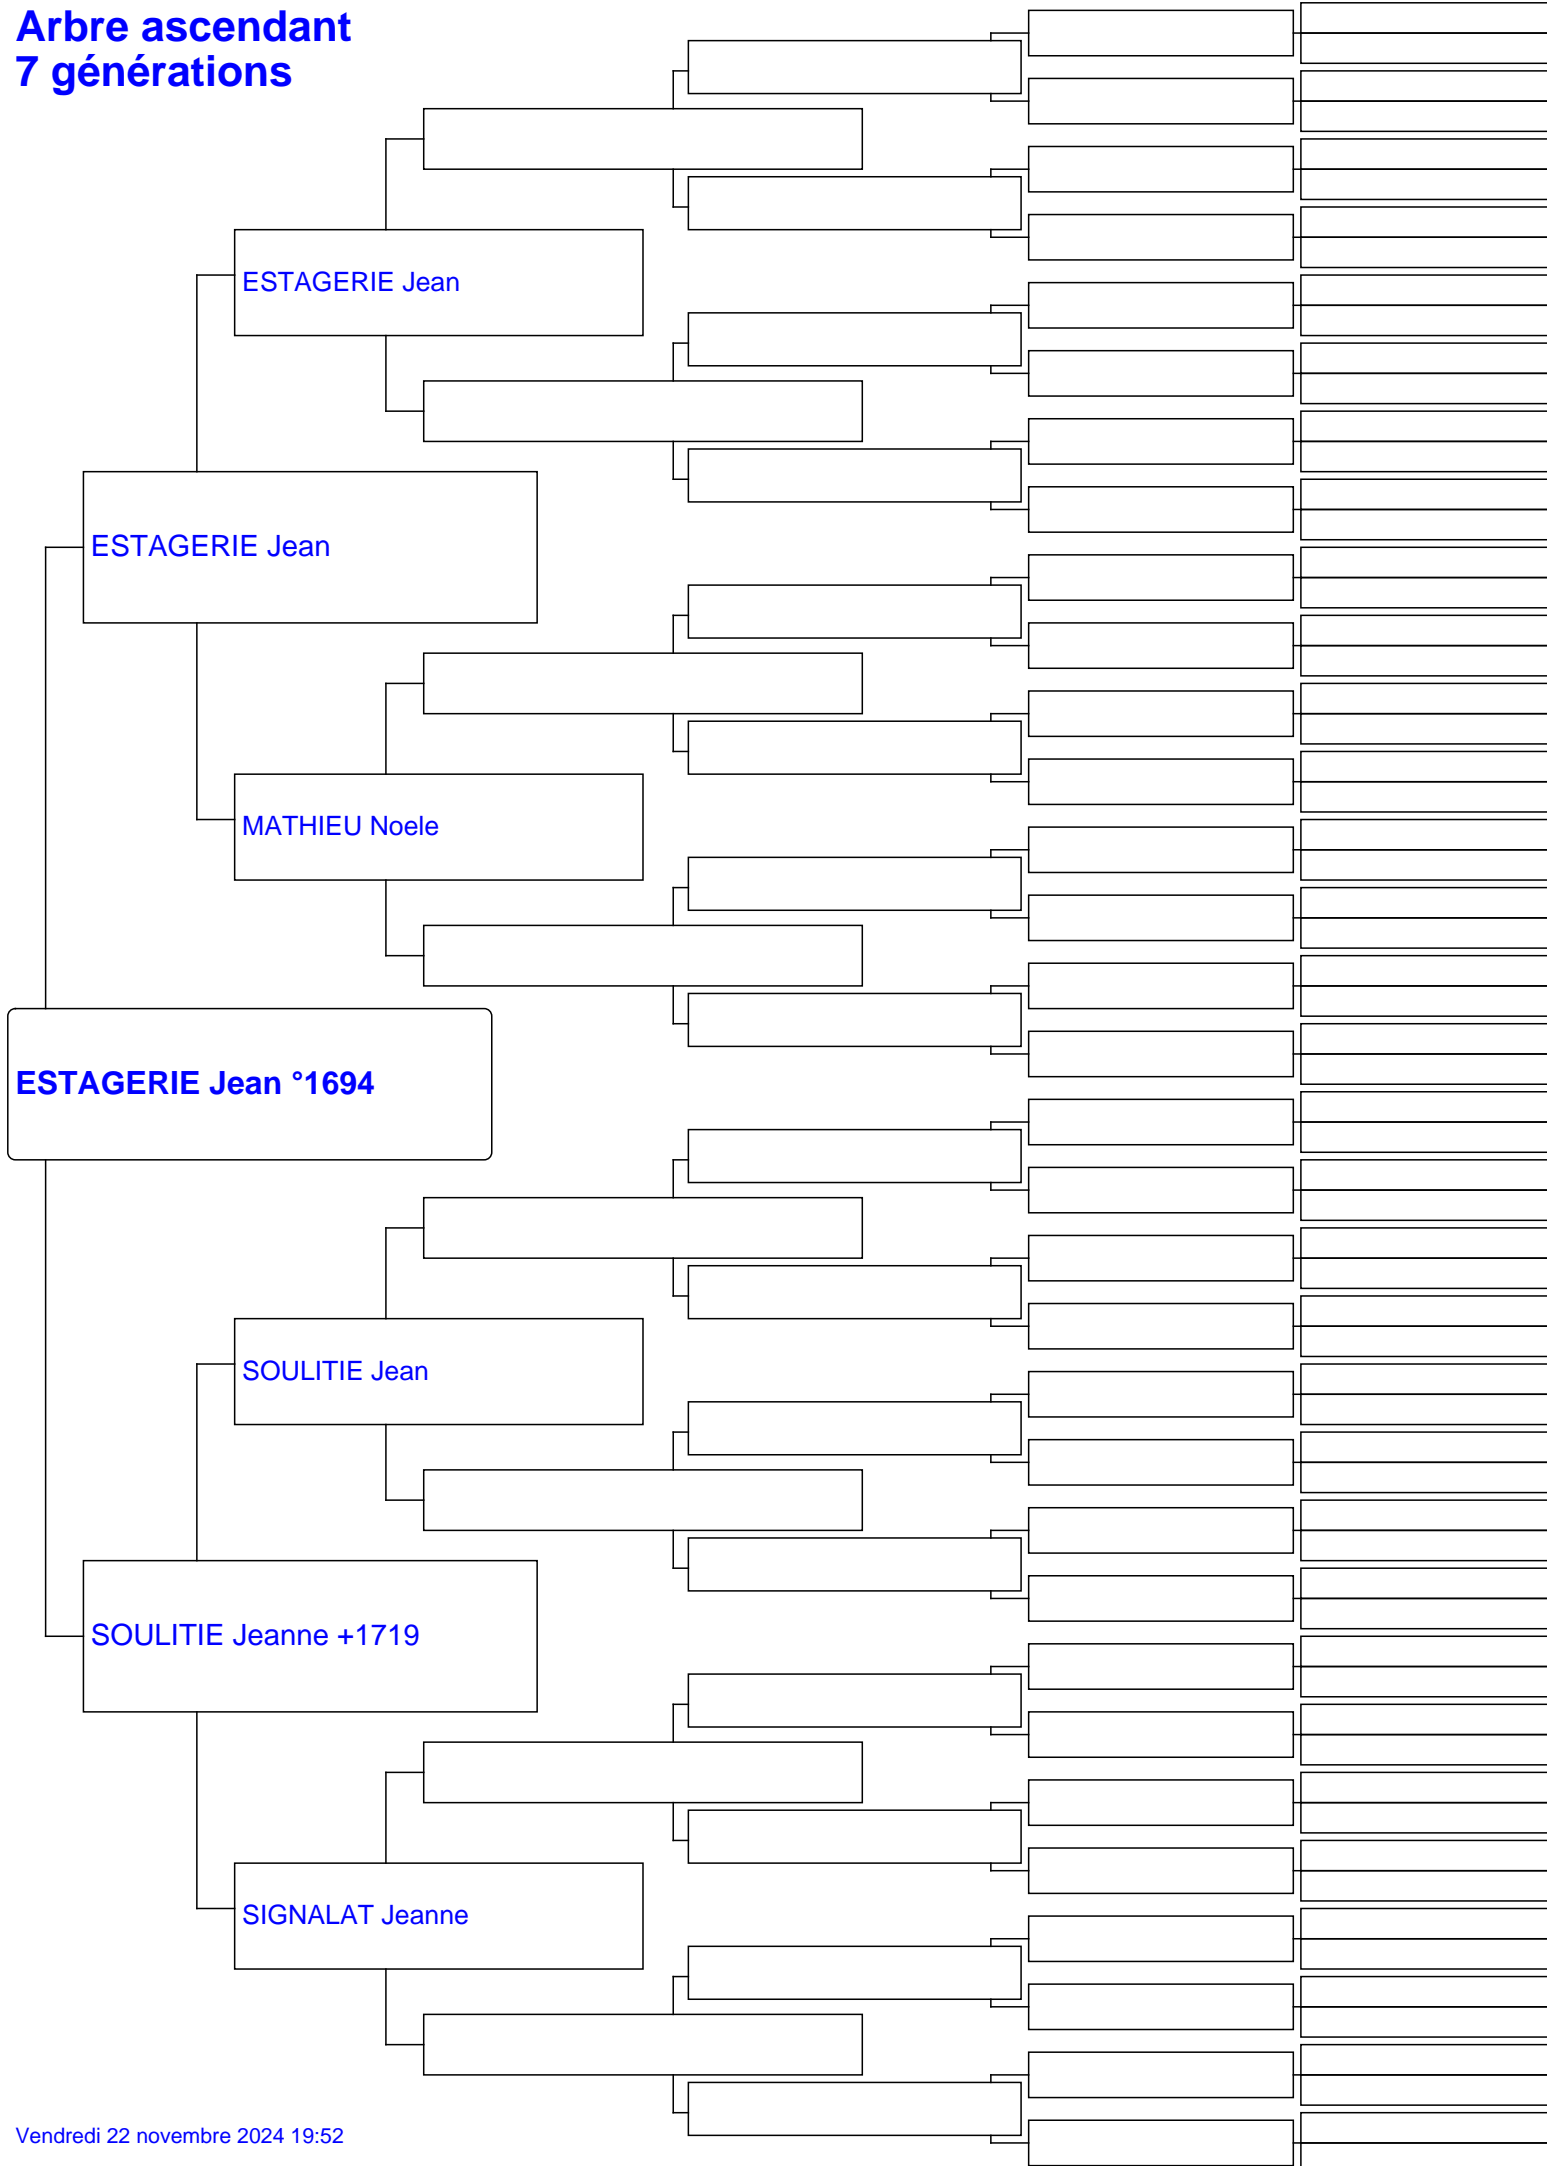 Arbre ascendant
7 générations
ESTAGERIE Jean
ESTAGERIE Jean
MATHIEU Noele
ESTAGERIE Jean °1694
SOULITIE Jean
SOULITIE Jeanne +1719
SIGNALAT Jeanne
Vendredi 22 novembre 2024 19:52